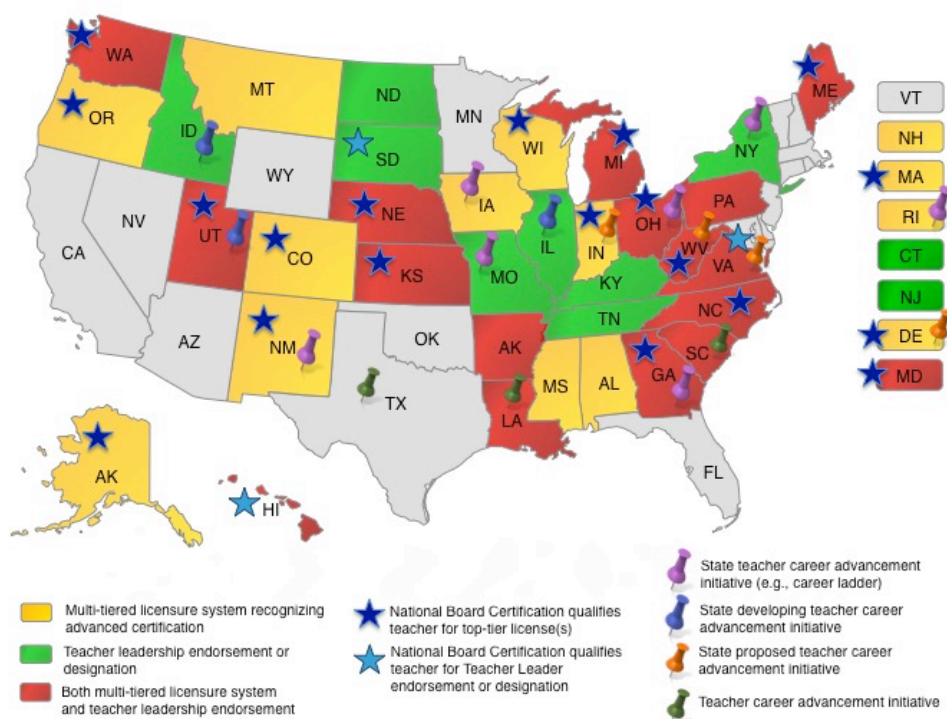 WA
MT
ND
MN
ME
VT
OR
ID
SD
WI
MI
NY
NH
WY
MA
NE
IA
PA
RI
NV
UT
CO
IL
IN
OH
WV
CT
CA
KS
MO
KY
VA
NJ
NC
TN
AZ
NM
OK
AK
SC
DE
MS
AL
GA
MD
TX
LA
FL
AK
HI
Multi-tiered licensure system recognizing
advanced certification
Teacher leadership endorsement or
designation
Both multi-tiered licensure system
and teacher leadership endorsement
National Board Certification qualifies
teacher for top-tier license(s)
National Board Certification qualifies
teacher for Teacher Leader
endorsement or designation
State teacher career advancement
initiative (e.g., career ladder)
State developing teacher career
advancement initiative
State proposed teacher career
advancement initiative
Teacher career advancement initiative